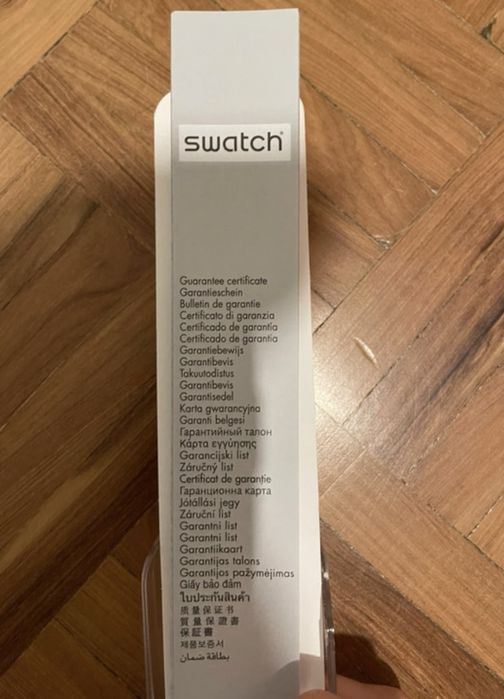 swatch
Guarantee certificate
Garantieschein
Bulletin de garantie
Certificato di garanzia
Certificado de garantia
Certificado de garantia
Garantiebewijs
Garantibevis
Takuutodistus
Garantibevis
Garantisedel
Karta gwarancyjna
Garanti belgesi
Гарантийный талон
Κάρτα εγγύησης
Garancijski list
Záručný list
Certificat de garanţie
Гаранционна карта
Jótállási jegy
Záruční list
Garantni list
Garantni list
Garantiikaart
Garantijas talons
Garantijos pažymėjimas
Giấy bảo đảm
ใบประกันสินค้า
质量保证书
質量保證書
保証書
제품보증서
بطاقة ضمان